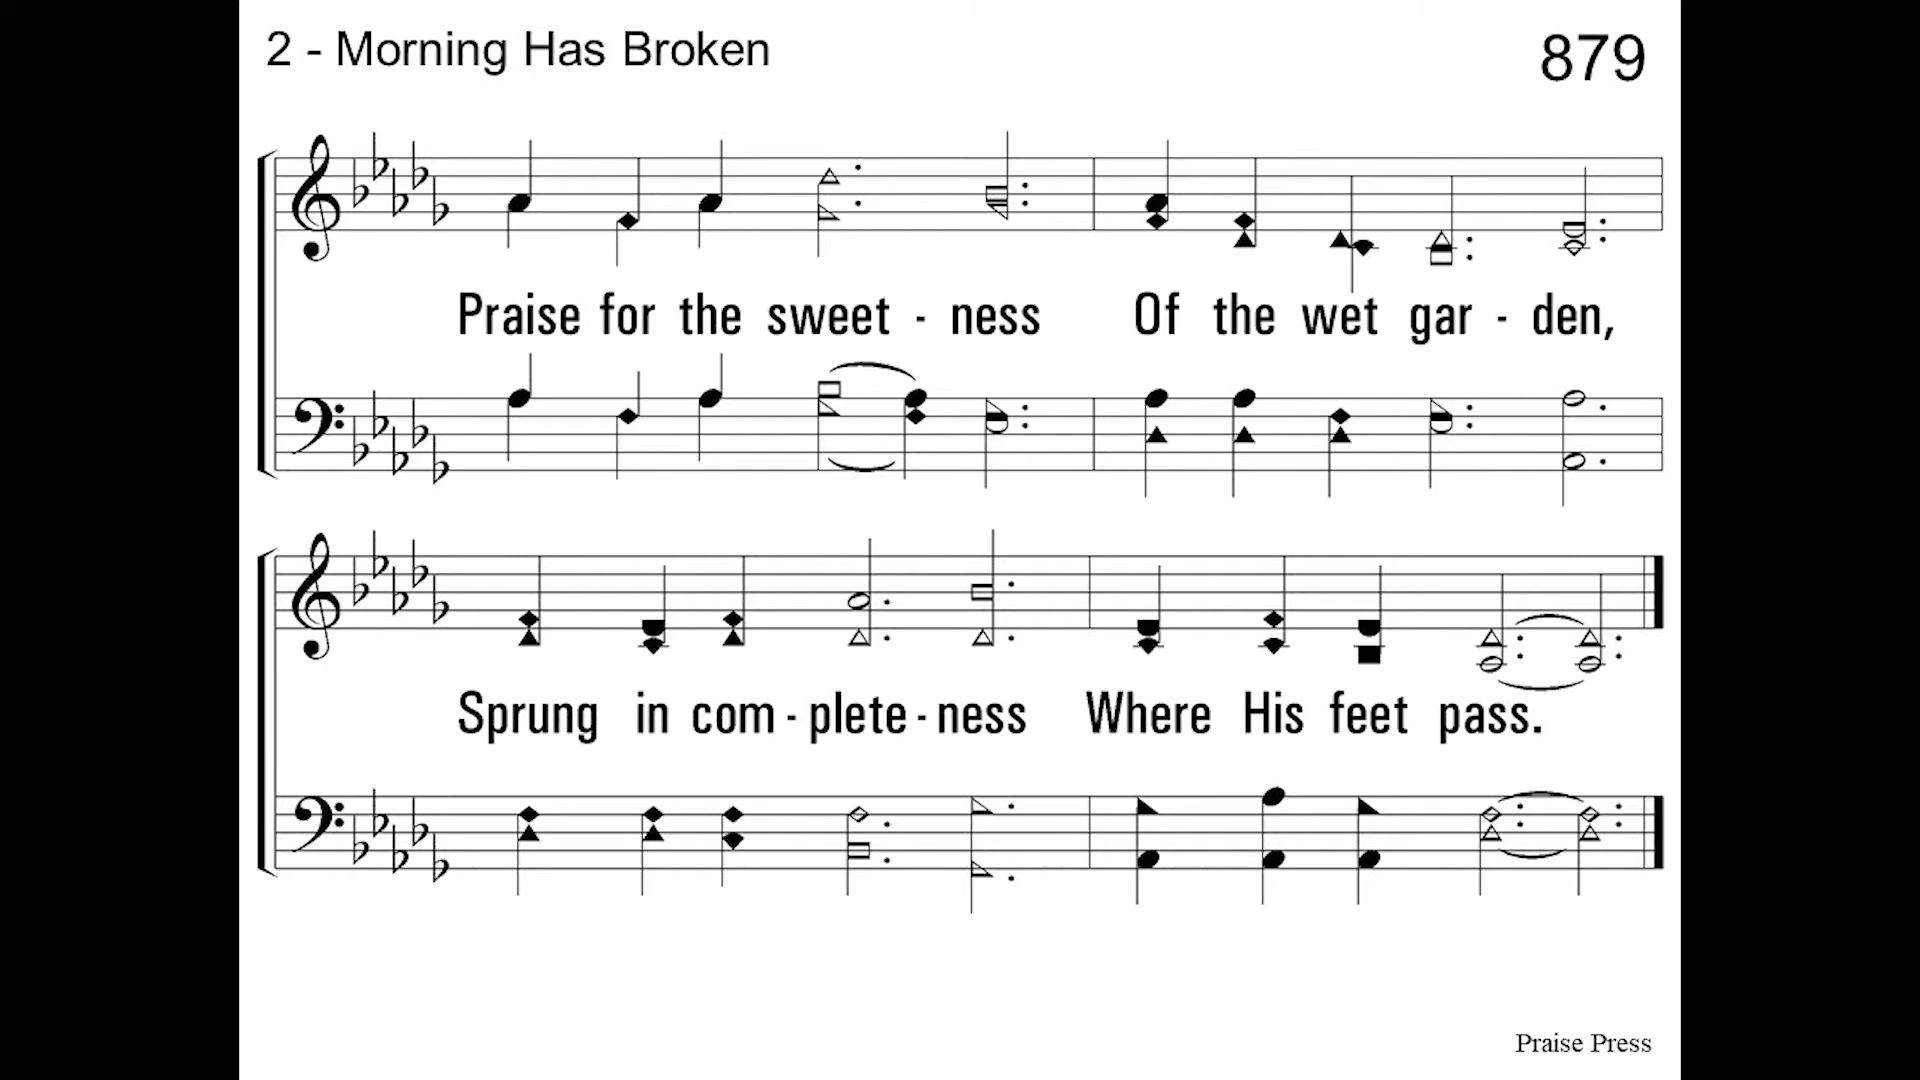 2 - Morning Has Broken
879
Praise for the sweet - ness Of the wet gar - den,
Sprung in com - plete - ness Where His feet pass.
Praise Press